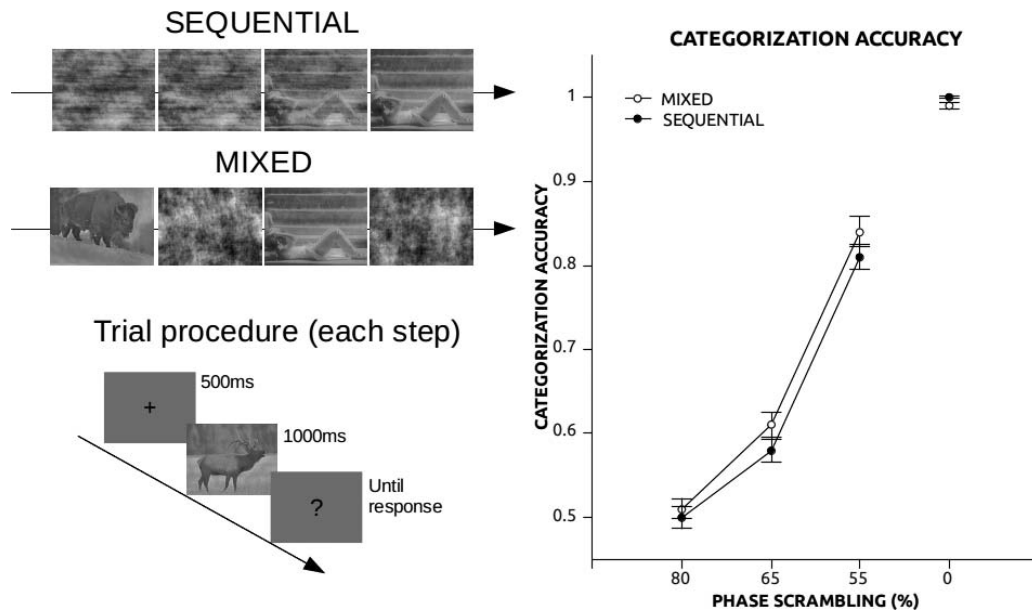 SEQUENTIAL
MIXED
Trial procedure (each step)
+
500ms
1000ms
?
Until
response
CATEGORIZATION ACCURACY
MIXED
SEQUENTIAL
CATEGORIZATION ACCURACY
1
0.9
0.8
0.7
0.6
0.5
80
65
55
0
PHASE SCRAMBLING (%)